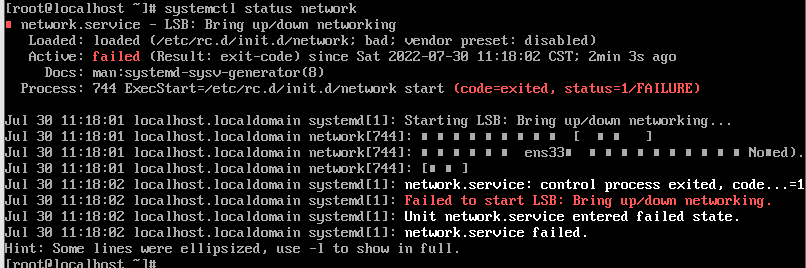 [root@localhost ~]# systemctl status network
network.service - LSB: Bring up/down networking
Loaded: loaded (/etc/rc.d/init.d/network; bad; vendor preset: disabled)
Active: failed (Result: exit-code) since Sat 2022-07-30 11:18:02 CST; 2min 3s ago
Docs: man:systemd-sysv-generator(8)
Process: 744 ExecStart=/etc/rc.d/init.d/network start (code=exited, status=1/FAILURE)
Jul 30 11:18:01 localhost.localdomain systemd[1]: Starting LSB: Bring up/down networking...
Jul 30 11:18:01 localhost.localdomain network[744]: [ ]
Jul 30 11:18:01 localhost.localdomain network[744]: ens33
Jul 30 11:18:01 localhost.localdomain network[744]: [ ]
Jul 30 11:18:02 localhost.localdomain systemd[1]: network.service: control process exited, code...=1
Jul 30 11:18:02 localhost.localdomain systemd[1]: Failed to start LSB: Bring up/down networking.
Jul 30 11:18:02 localhost.localdomain systemd[1]: Unit network.service entered failed state.
Jul 30 11:18:02 localhost.localdomain systemd[1]: network.service failed.
Hint: Some lines were ellipsized, use -l to show in full.
[root@localhost ~]#